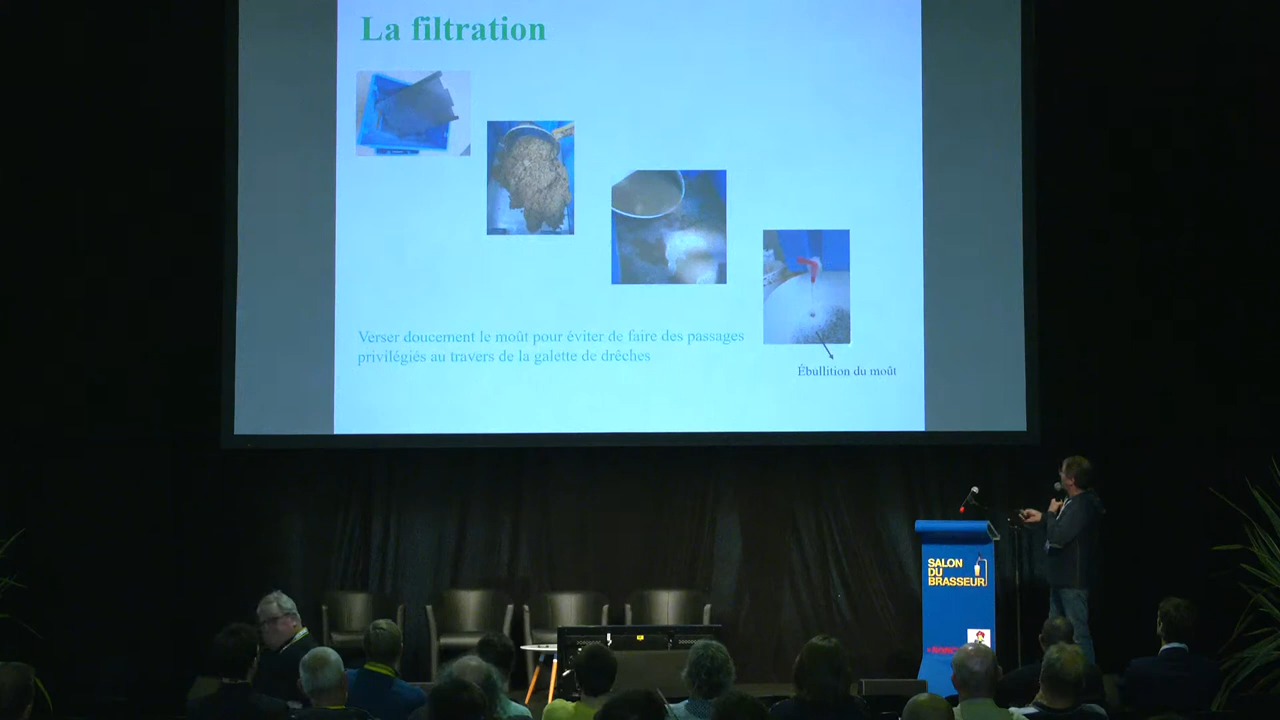 La filtration
Verser doucement le moût pour éviter de faire des passages
privilégiés au travers de la galette de drêches
Ébullition du moût
SALON
DU
BRASSEUR